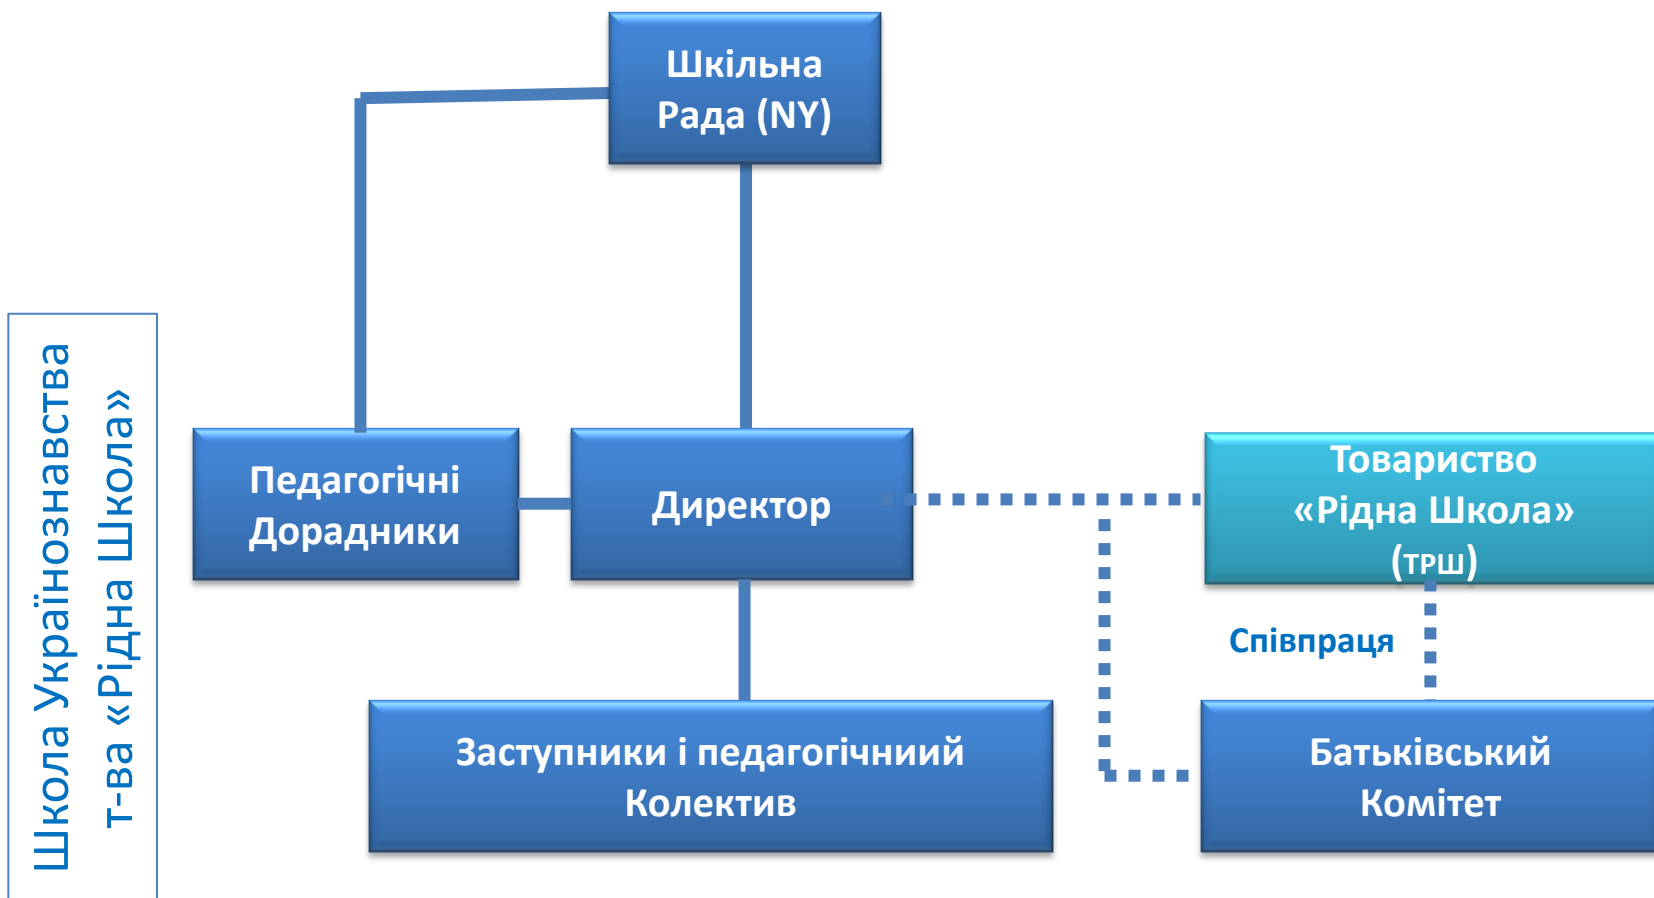 Шкільна
Рада (NY)
Школа Українознавства
т-ва «Рідна Школа»
Педагогічні
Дорадники
Директор
Товариство
«Рідна Школа»
(ТРШ)
Співпраця
Заступники і педагогічниий
Колектив
Батьківський
Комітет